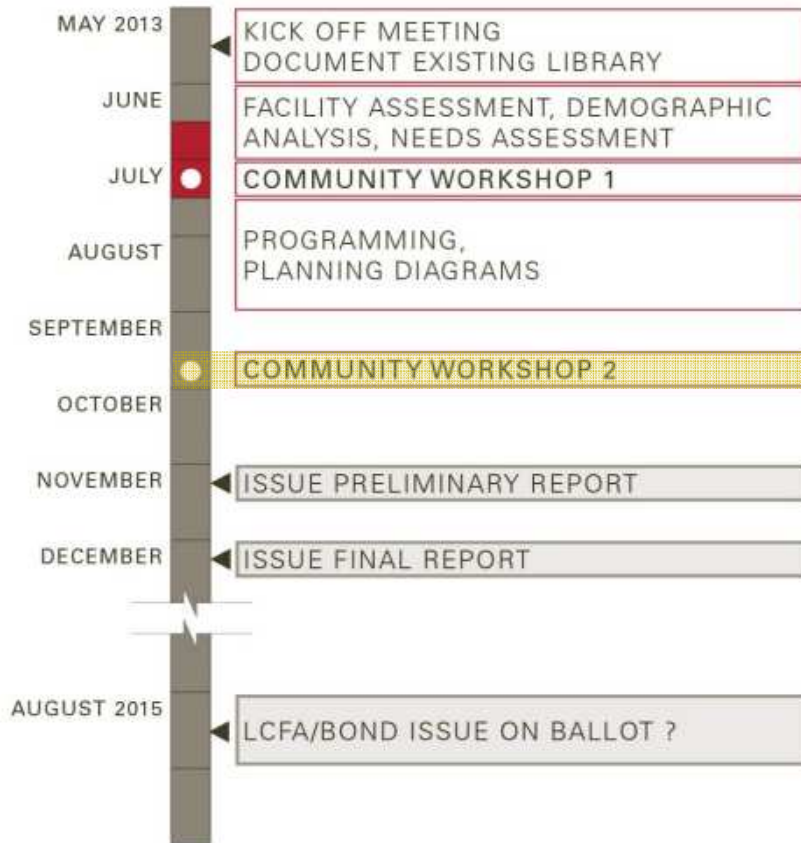 MAY 2013
KICK OFF MEETING
DOCUMENT EXISTING LIBRARY
JUNE
FACILITY ASSESSMENT, DEMOGRAPHIC
ANALYSIS, NEEDS ASSESSMENT
JULY
COMMUNITY WORKSHOP 1
AUGUST
PROGRAMMING,
PLANNING DIAGRAMS
SEPTEMBER
COMMUNITY WORKSHOP 2
OCTOBER
NOVEMBER
ISSUE PRELIMINARY REPORT
DECEMBER
ISSUE FINAL REPORT
AUGUST 2015
LCFA/BOND ISSUE ON BALLOT ?